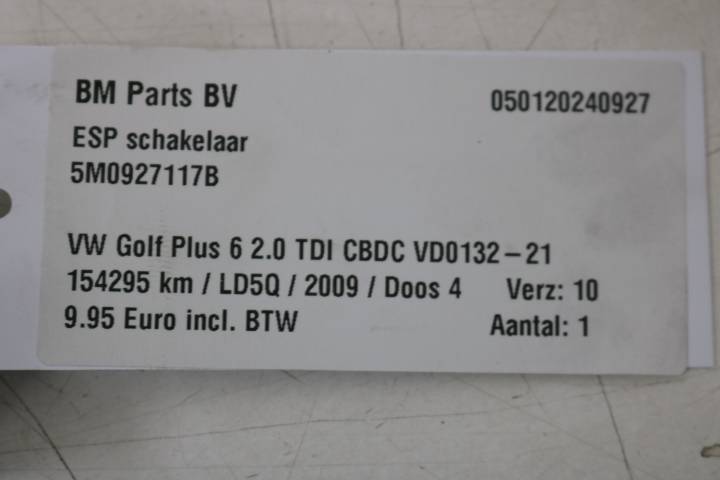 BM Parts BV 050120240927
ESP schakelaar
5M0927117B
VW Golf Plus 6 2.0 TDI CBDC VD0132-21
154295 km / LD5Q / 2009 / Doos 4 Verz: 10
9.95 Euro incl. BTW Aantal: 1